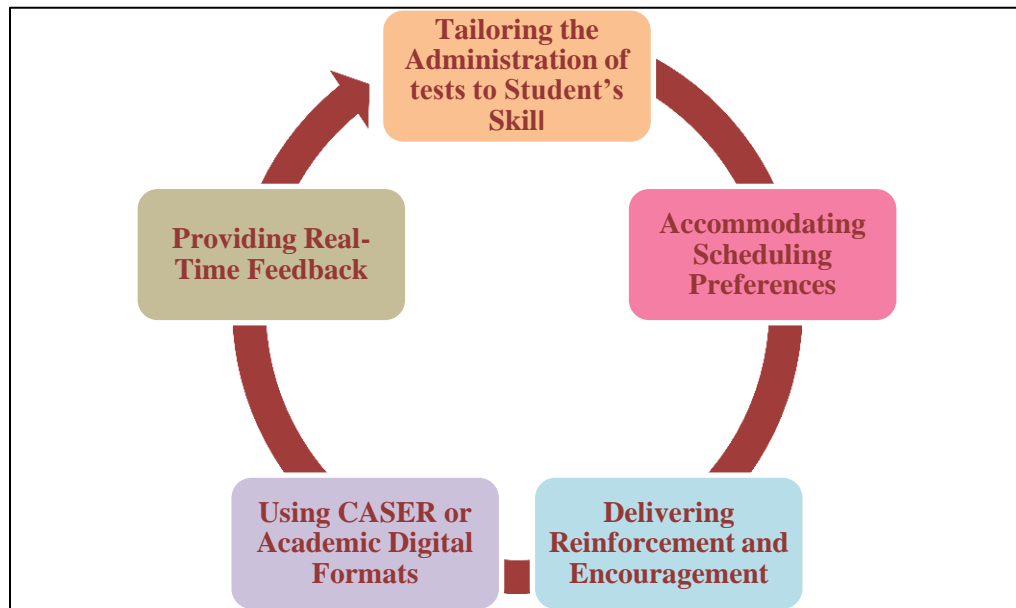 Tailoring the
Administration of
tests to Student’s
Skill
Accommodating
Scheduling
Preferences
Delivering
Reinforcement and
Encouragement
Using CASER or
Academic Digital
Formats
Providing Real-
Time Feedback